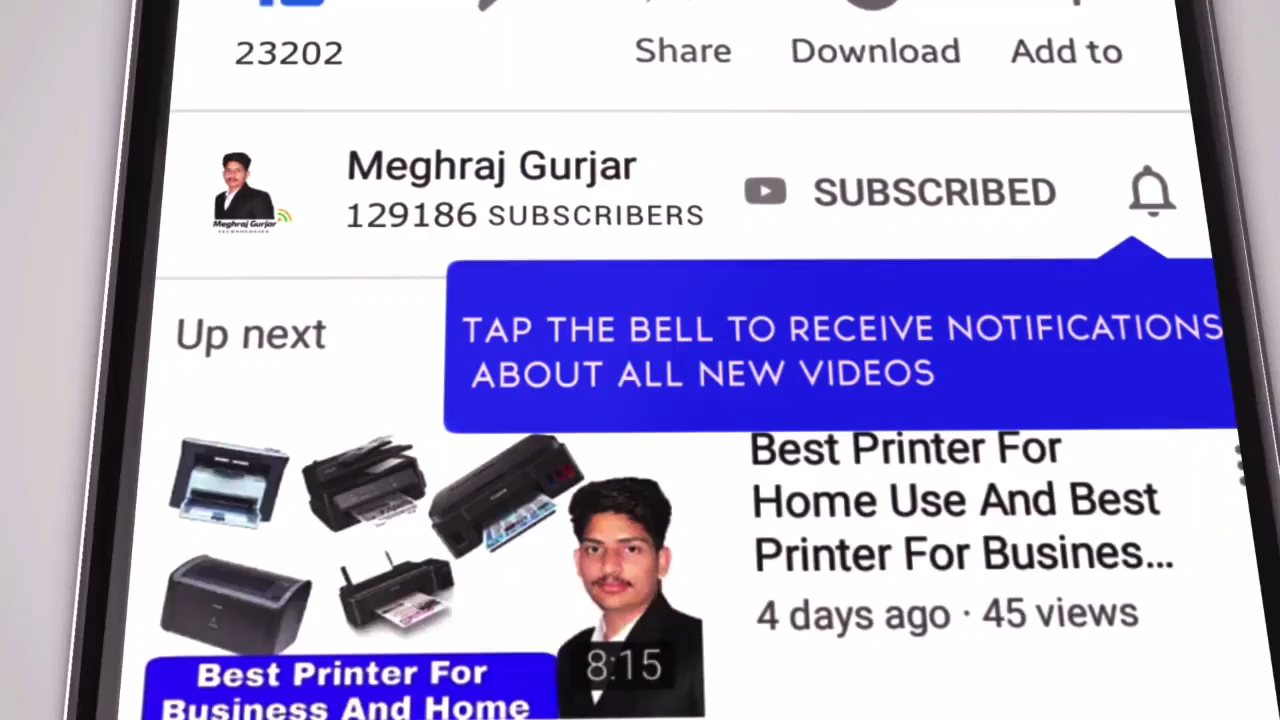 23202
Share
Download
Add to
Meghraj Gurjar
129186 SUBSCRIBERS
SUBSCRIBED
Meghraj Gurjar
Up next
TAP THE BELL TO RECEIVE NOTIFICATIONS
ABOUT ALL NEW VIDEOS
Best Printer For
Home Use And Best
Printer For Busines...
4 days ago · 45 views
8:15
Best Printer For
Business And Home